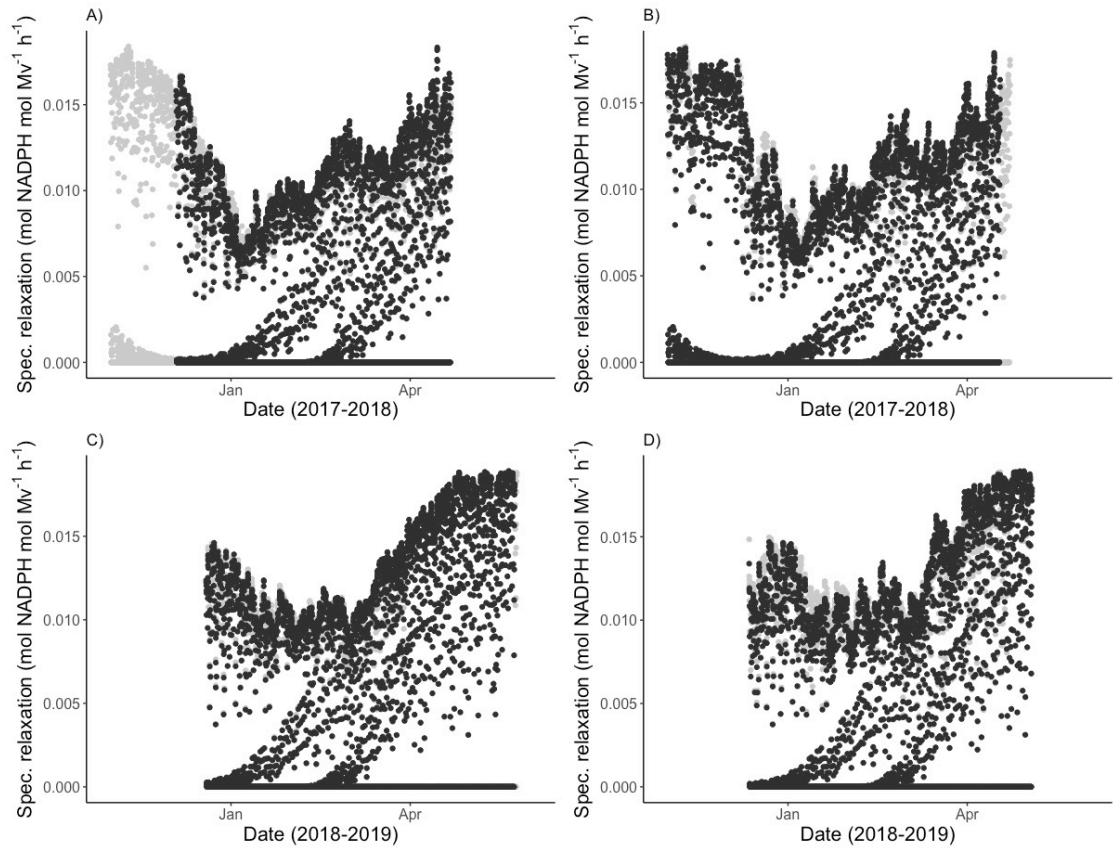 A)
Spec. relaxation (mol NADPH mol Mv⁻¹ h⁻¹)
0.015
0.010
0.005
0.000
Jan
Apr
Date (2017-2018)
B)
Spec. relaxation (mol NADPH mol Mv⁻¹ h⁻¹)
0.015
0.010
0.005
0.000
Jan
Apr
Date (2017-2018)
C)
Spec. relaxation (mol NADPH mol Mv⁻¹ h⁻¹)
0.015
0.010
0.005
0.000
Jan
Apr
Date (2018-2019)
D)
Spec. relaxation (mol NADPH mol Mv⁻¹ h⁻¹)
0.015
0.010
0.005
0.000
Jan
Apr
Date (2018-2019)